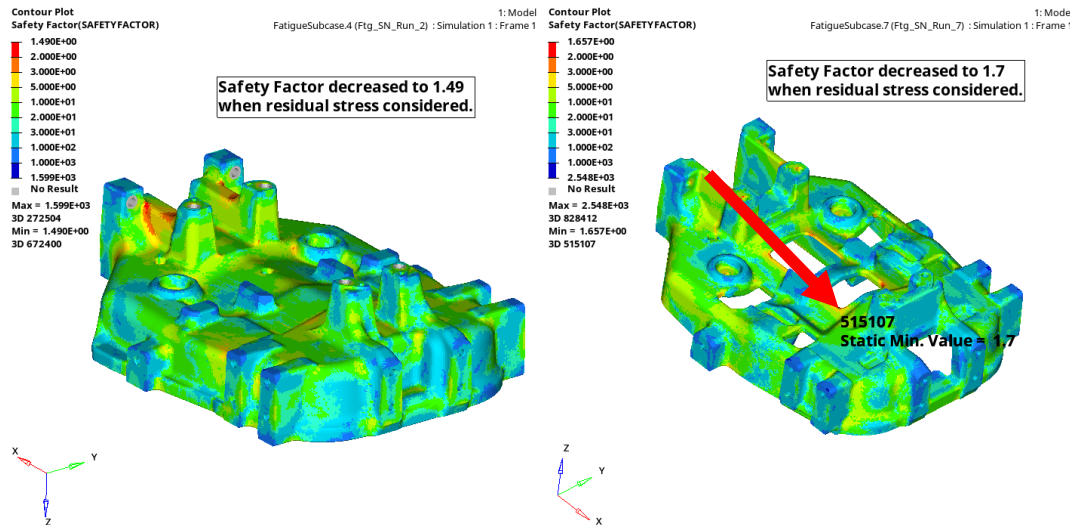 Contour Plot
Safety Factor(SAFETYFACTOR)
1.490E+00
2.000E+00
3.000E+00
5.000E+00
1.000E+01
2.000E+01
3.000E+01
1.000E+02
1.000E+03
1.599E+03
No Result
Max = 1.599E+03
3D 272504
Min = 1.490E+00
3D 672400
1: Model
FatigueSubcase.4 (Ftg_SN_Run_2) : Simulation 1 : Frame 1
Safety Factor decreased to 1.49
when residual stress considered.
X
Y
Z
Contour Plot
Safety Factor(SAFETYFACTOR)
1.657E+00
2.000E+00
3.000E+00
5.000E+00
1.000E+01
2.000E+01
3.000E+01
1.000E+02
1.000E+03
2.548E+03
No Result
Max = 2.548E+03
3D 828412
Min = 1.657E+00
3D 515107
1: Mode
FatigueSubcase.7 (Ftg_SN_Run_7) : Simulation 1 : Frame 1
Safety Factor decreased to 1.7
when residual stress considered.
515107
Static Min. Value = 1.7
Z
Y
X